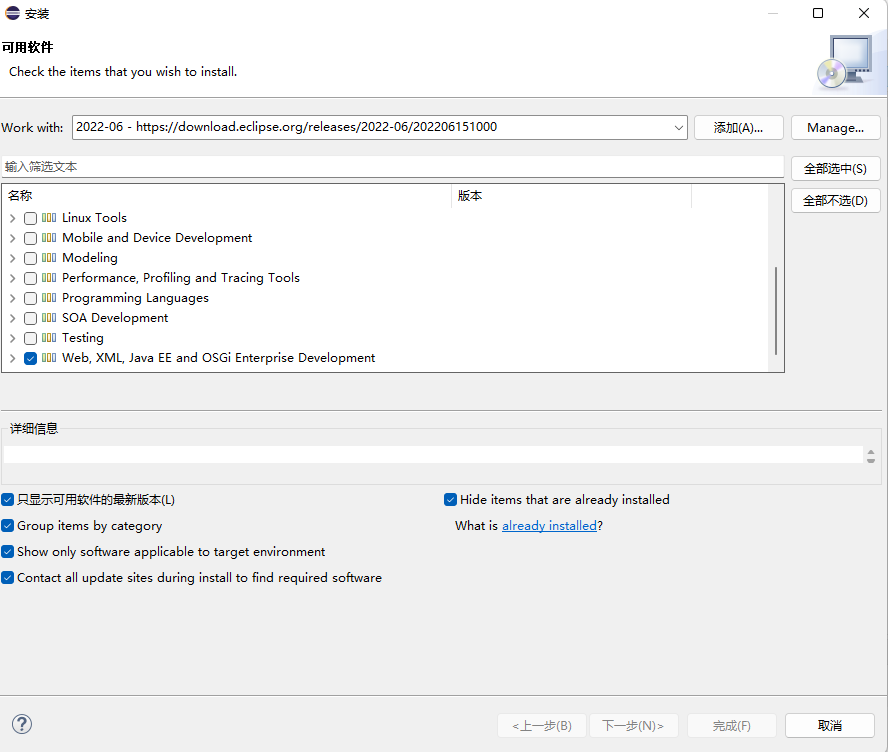 安装
可用软件
Check the items that you wish to install.
Work with: 2022-06 - https://download.eclipse.org/releases/2022-06/202206151000 添加(A)... Manage...
输入筛选文本 全部选中(S)
名称 版本 全部不选(D)
Linux Tools
Mobile and Device Development
Modeling
Performance, Profiling and Tracing Tools
Programming Languages
SOA Development
Testing
Web, XML, Java EE and OSGi Enterprise Development
详细信息
只显示可用软件的最新版本(L) Hide items that are already installed
Group items by category What is already installed?
Show only software applicable to target environment
Contact all update sites during install to find required software
? <上一步(B) 下一步(N)> 完成(F) 取消